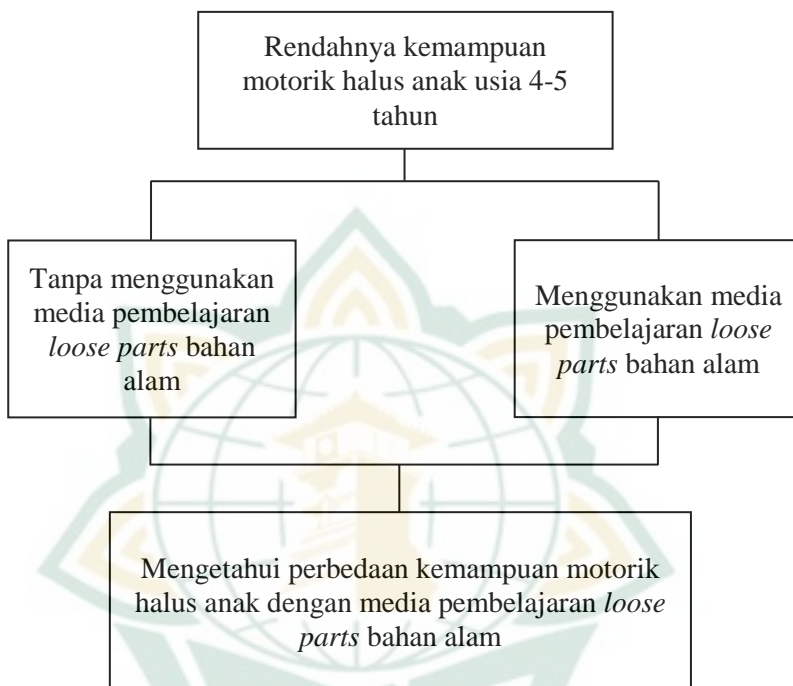 Rendahnya kemampuan
motorik halus anak usia 4-5
tahun
Tanpa menggunakan
media pembelajaran
loose parts bahan
alam
Menggunakan media
pembelajaran loose
parts bahan alam
Mengetahui perbedaan kemampuan motorik
halus anak dengan media pembelajaran loose
parts bahan alam